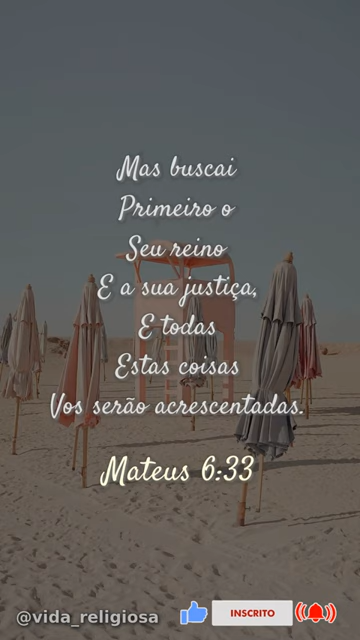 Mas buscai
Primeiro o
Seu reino
E a sua justiça,
E todas
Estas coisas
Vos serão acrescentadas.
Mateus 6:33
@vida_religiosa
INSCRITO